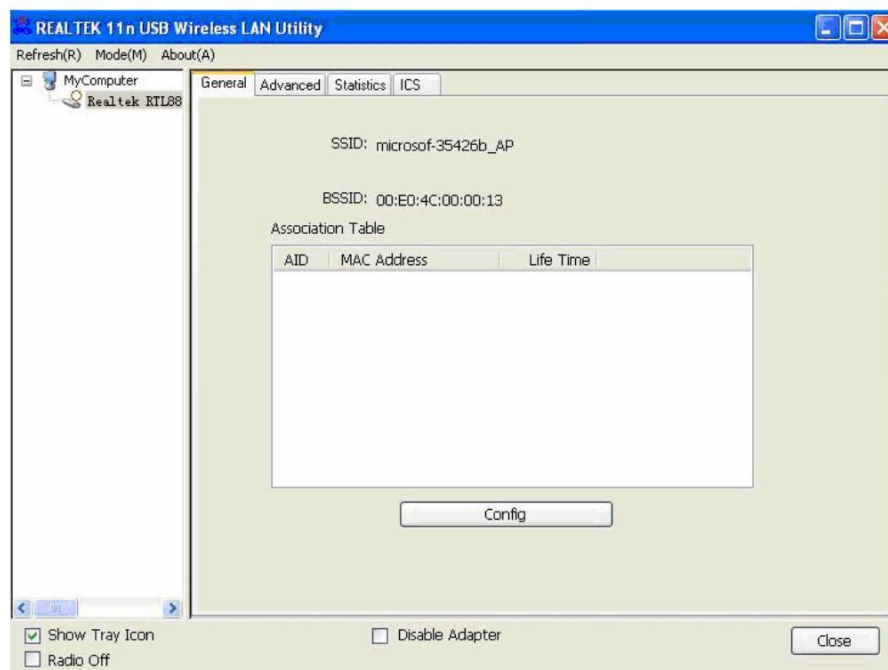 REALTEK 11n USB Wireless LAN Utility
Refresh(R) Mode(M) About(A)
MyComputer
Realtek RTL88
General Advanced Statistics ICS
SSID: microsof-35426b_AP
BSSID: 00:E0:4C:00:00:13
Association Table
AID MAC Address Life Time
Config
Show Tray Icon
Radio Off
Disable Adapter
Close